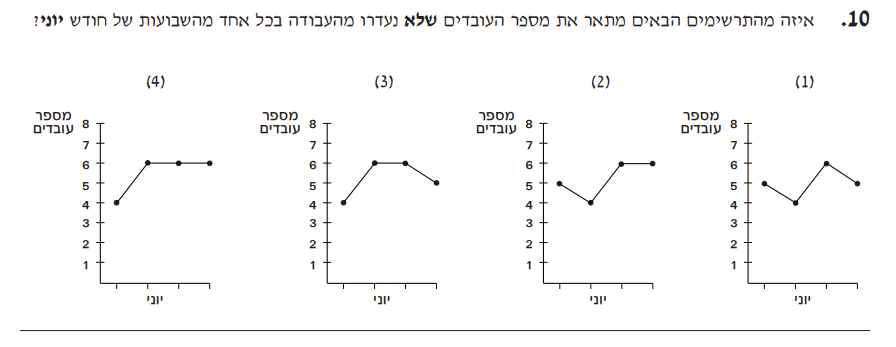 10. איזה מהתרשימים הבאים מתאר את מספר העובדים שלא נעדרו מהעבודה בכל אחד מהשבועות של חודש יוני?
(1)
מספר
עובדים
8
7
6
5
4
3
2
1
יוני
(2)
מספר
עובדים
8
7
6
5
4
3
2
1
יוני
(3)
מספר
עובדים
8
7
6
5
4
3
2
1
יוני
(4)
מספר
עובדים
8
7
6
5
4
3
2
1
יוני